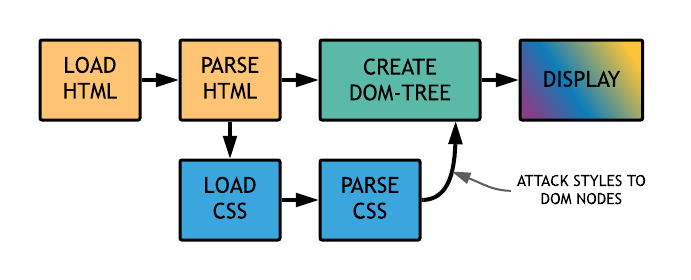 LOAD
HTML
PARSE
HTML
CREATE
DOM-TREE
DISPLAY
LOAD
CSS
PARSE
CSS
ATTACK STYLES TO
DOM NODES